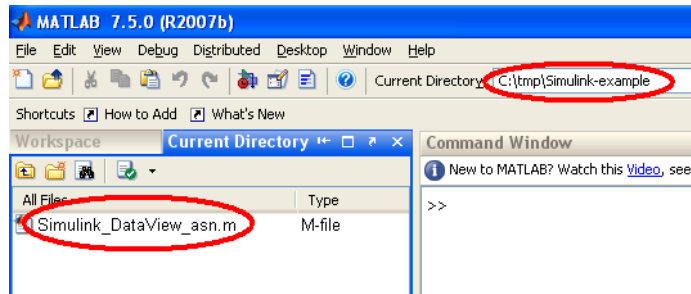 MATLAB 7.5.0 (R2007b)
File Edit View Debug Distributed Desktop Window Help
Current Directory: C:\tmp\Simulink-example
Shortcuts How to Add What's New
Workspace Current Directory Command Window
New to MATLAB? Watch this Video, see
All Files Type
>>
Simulink_DataView_asn.m M-file